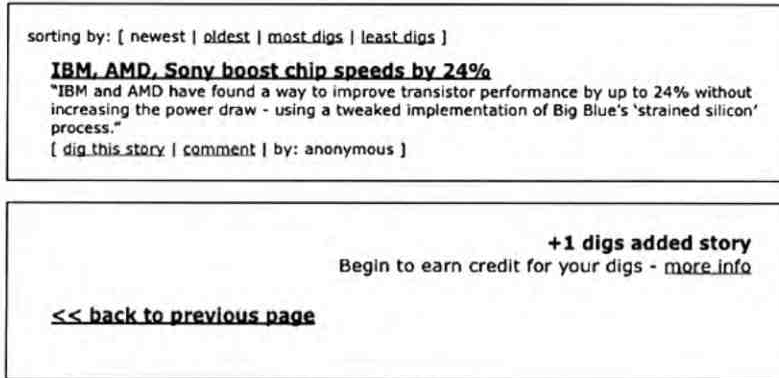 sorting by: [ newest | oldest | most digs | least digs ]
IBM, AMD, Sony boost chip speeds by 24%
"IBM and AMD have found a way to improve transistor performance by up to 24% without
increasing the power draw - using a tweaked implementation of Big Blue's 'strained silicon'
process."
[ dig this story | comment | by: anonymous ]
+1 digs added story
Begin to earn credit for your digs - more info
<< back to previous page